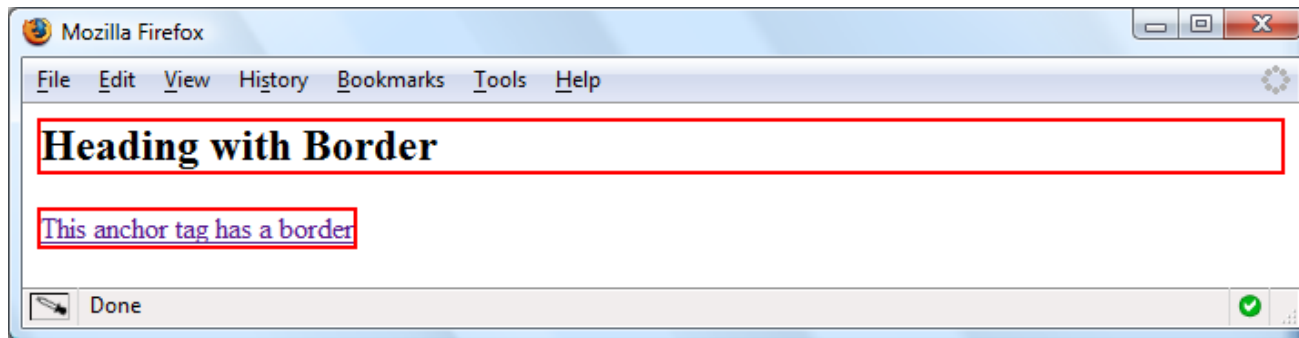 Mozilla Firefox
File Edit View History Bookmarks Tools Help
Heading with Border
This anchor tag has a border
Done